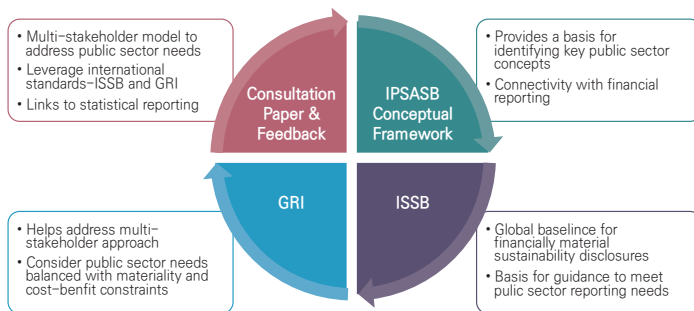 • Multi-stakeholder model to
address public sector needs
• Leverage international
standards-ISSB and GRI
• Links to statistical reporting
Consultation
Paper &
Feedback
IPSASB
Conceptual
Framework
• Provides a basis for
identifying key public sector
concepts
• Connectivity with financial
reporting
• Helps address multi-
stakeholder approach
• Consider public sector needs
balanced with materiality and
cost-benfit constraints
GRI
ISSB
• Global baselince for
financially material
sustainability disclosures
• Basis for guidance to meet
pulic sector reporting needs